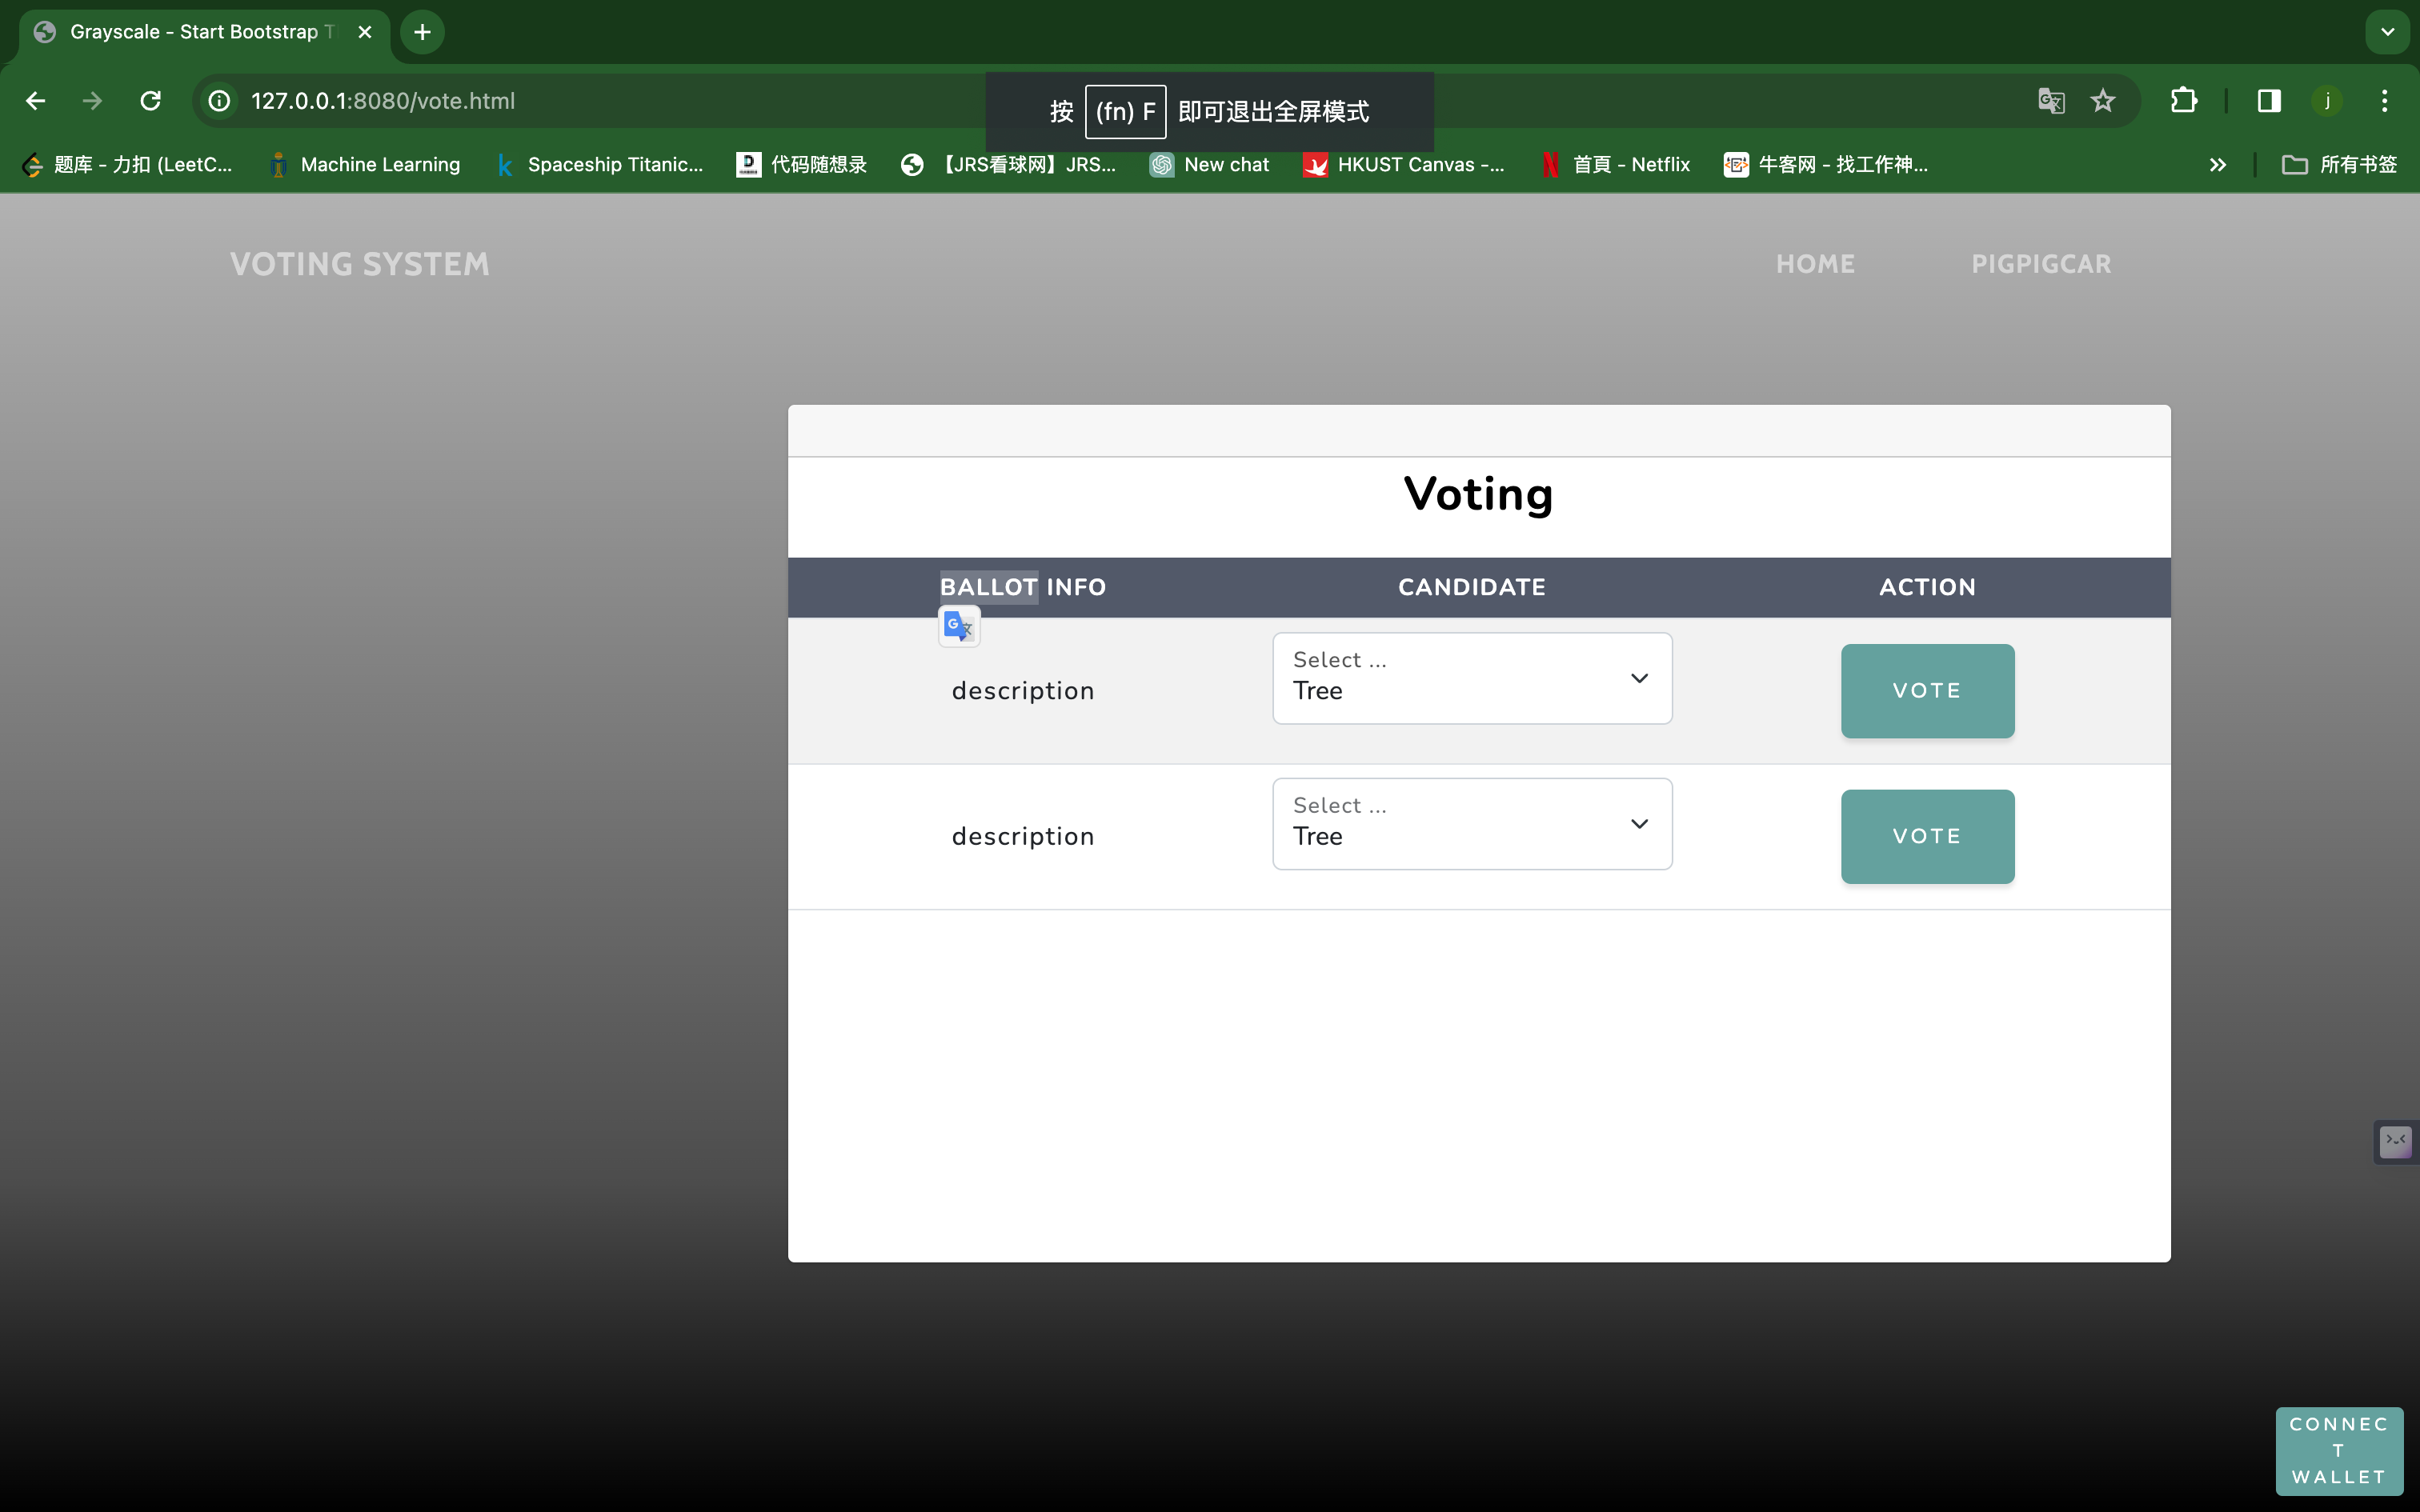 Grayscale - Start Bootstrap T
127.0.0.1:8080/vote.html
按 (fn) F 即可退出全屏模式
j
题库 - 力扣 (LeetC...
Machine Learning
Spaceship Titanic...
代码随想录
【JRS看球网】JRS...
New chat
HKUST Canvas -...
首頁 - Netflix
牛客网 - 找工作神...
所有书签
VOTING SYSTEM
HOME
PIGPIGCAR
Voting
BALLOT INFO
CANDIDATE
ACTION
description
Select ...
Tree
VOTE
description
Select ...
Tree
VOTE
CONNEC
T
WALLET